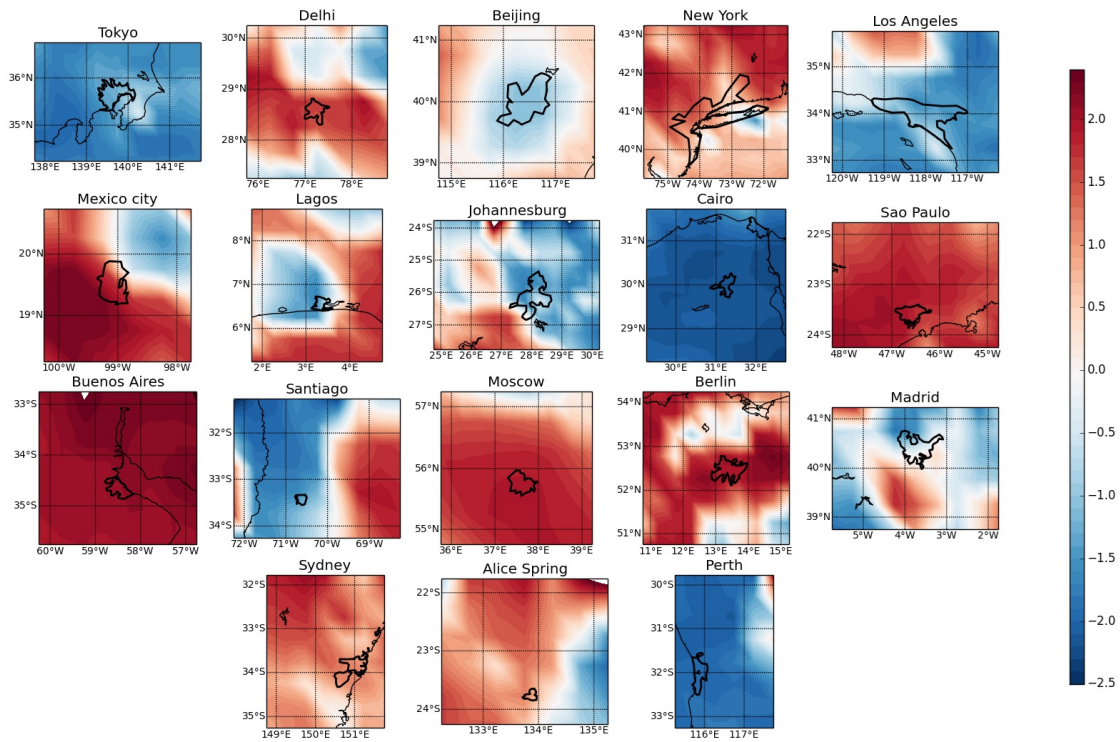 Tokyo
36°N
35°N
138°E 139°E 140°E 141°E
Delhi
30°N
29°N
28°N
76°E 77°E 78°E
Beijing
41°N
40°N
39°N
115°E 116°E 117°E
New York
43°N
42°N
41°N
40°N
75°W 74°W 73°W 72°W
Los Angeles
35°N
34°N
33°N
120°W 119°W 118°W 117°W
Mexico city
20°N
19°N
100°W 99°W 98°W
Lagos
8°N
7°N
6°N
2°E 3°E 4°E
Johannesburg
24°S
25°S
26°S
27°S
25°E 26°E 27°E 28°E 29°E 30°E
Cairo
31°N
30°N
29°N
30°E 31°E 32°E
Sao Paulo
22°S
23°S
24°S
48°W 47°W 46°W 45°W
Buenos Aires
33°S
34°S
35°S
60°W 59°W 58°W 57°W
Santiago
32°S
33°S
34°S
72°W 71°W 70°W 69°W
Moscow
57°N
56°N
55°N
36°E 37°E 38°E 39°E
Berlin
54°N
53°N
52°N
51°N
11°E 12°E 13°E 14°E 15°E
Madrid
41°N
40°N
39°N
5°W 4°W 3°W 2°W
Sydney
32°S
33°S
34°S
35°S
149°E 150°E 151°E
Alice Spring
22°S
23°S
24°S
133°E 134°E 135°E
Perth
30°S
31°S
32°S
33°S
116°E 117°E
2.0
1.5
1.0
0.5
0.0
−0.5
−1.0
−1.5
−2.0
−2.5